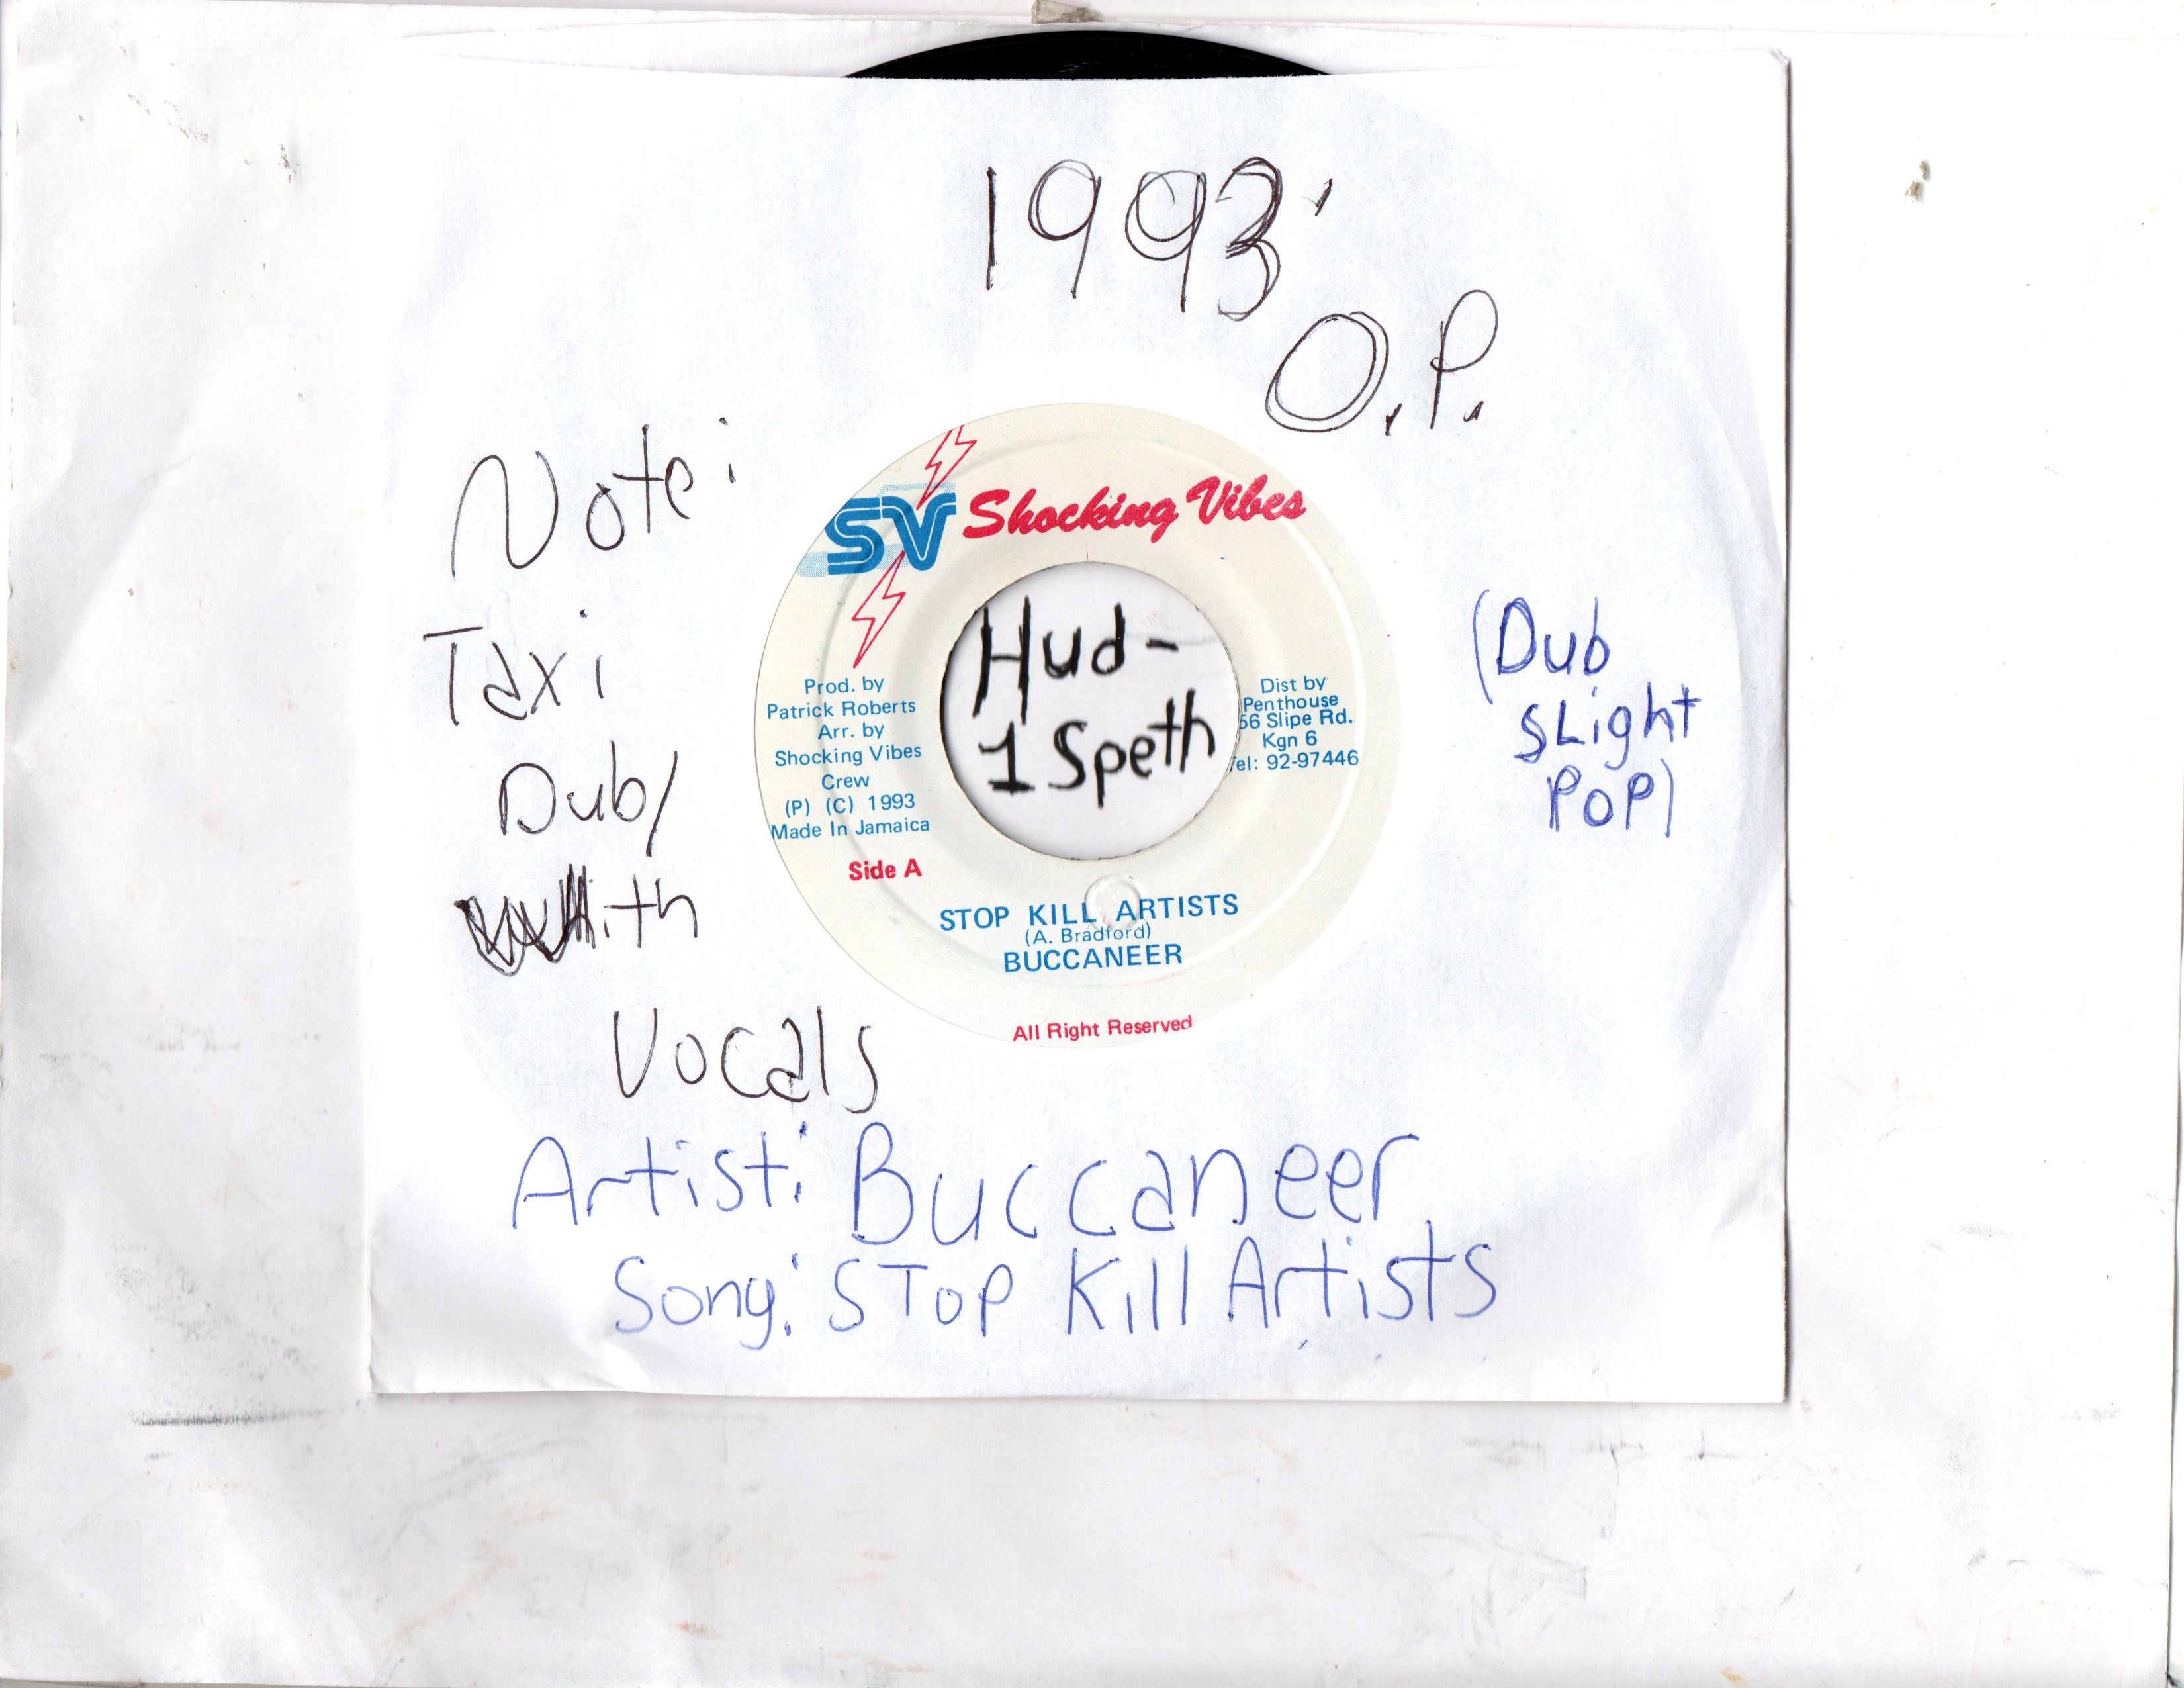 1993'
O.P.
Note:
Taxi
Dub/
With
Vocals
SV Shocking Vibes
Prod. by
Patrick Roberts
Arr. by
Shocking Vibes
Crew
(P) (C) 1993
Made In Jamaica
Side A
Hud-
1 Speth
Dist by
Penthouse
56 Slipe Rd.
Kgn 6
Tel: 92-97446
STOP KILL ARTISTS
(A. Bradford)
BUCCANEER
All Right Reserved
(Dub
SLight
POP)
Artist: Buccaneer
Song: STop Kill Artists